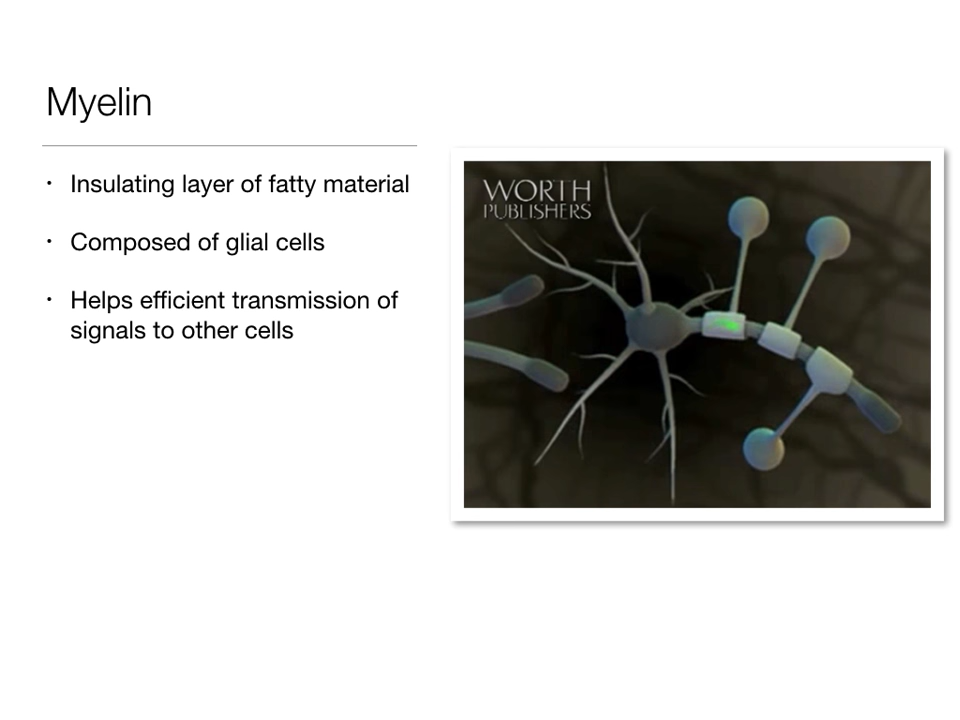 Myelin
• Insulating layer of fatty material
• Composed of glial cells
• Helps efficient transmission of
signals to other cells
WORTH
PUBLISHERS